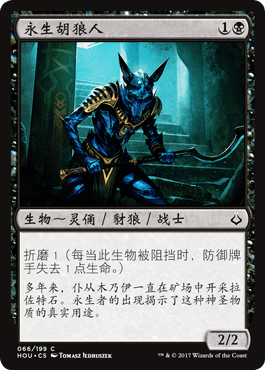 永生胡狼人 1
生物～灵俑／豺狼／战士
折磨1（每当此生物被阻挡时，防御牌
手失去1点生命。）
多年来，仆从木乃伊一直在矿场中开采拉
佐特石。永生者的出现揭示了这种神圣物
质的真实用途。
2/2
066/199 C
HOU • CS TOMASZ JEDRUSZEK
™ & © 2017 Wizards of the Coast